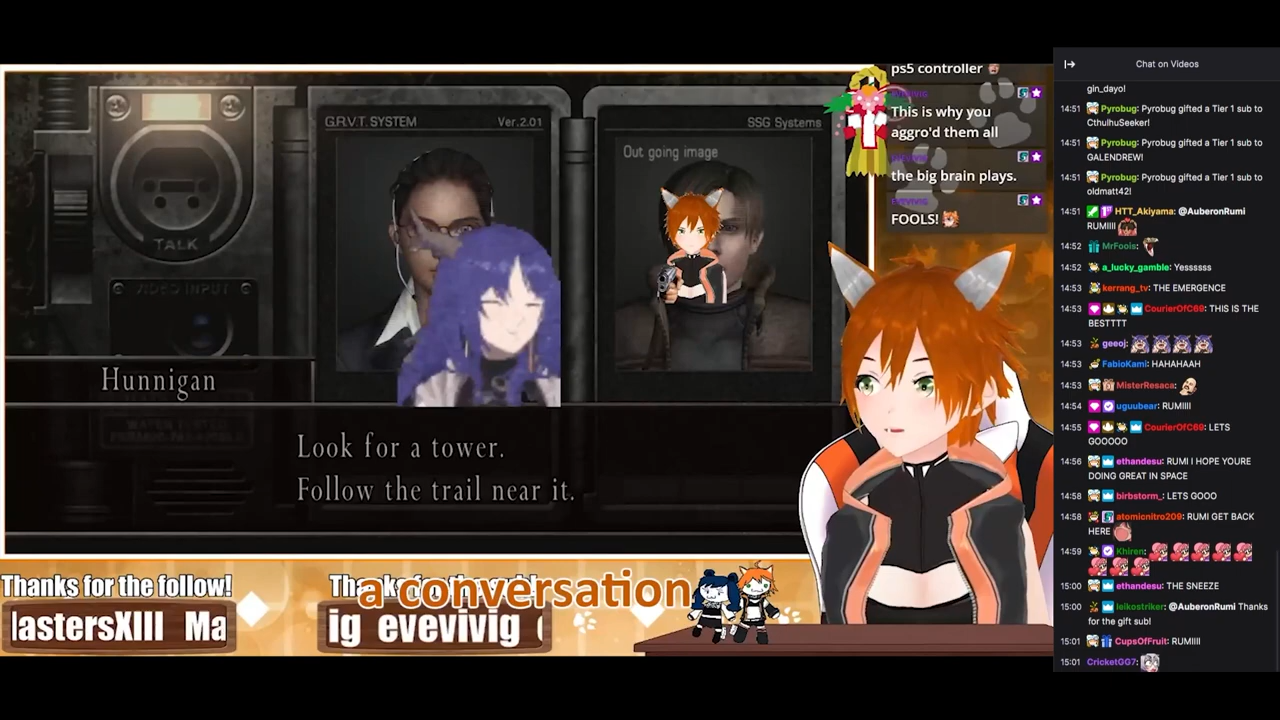 G.R.V.T. SYSTEM
Ver.2.01
SSG Systems
Out going image
TALK
VIDEO INPUT
Hunnigan
Look for a tower.
Follow the trail near it.
ps5 controller
This is why you
aggro'd them all
the big brain plays.
FOOLS!
Thanks for the follow!
lastersXIII Ma
a conversation
ig evevivig
Chat on Videos
gin_dayo!
14:51 Pyrobug: Pyrobug gifted a Tier 1 sub to
CthulhuSeeker!
14:51 Pyrobug: Pyrobug gifted a Tier 1 sub to
GALENDREW!
14:51 Pyrobug: Pyrobug gifted a Tier 1 sub to
oldmatt42!
14:51 HTT_Akiyama: @AuberonRumi
RUMIIII
14:52 MrFoois:
14:52 a_lucky_gamble: Yessssss
14:53 kerrang_tv: THE EMERGENCE
14:53 CourierOfC69: THIS IS THE
BESTTTT
14:53 geeoj:
14:53 FabioKami: HAHAHAAH
14:53 MisterResaca:
14:54 uguubear: RUMIIII
14:55 CourierOfC69: LETS
GOOOOO
14:56 ethandesu: RUMI I HOPE YOURE
DOING GREAT IN SPACE
14:58 birbstorm_: LETS GOOO
14:58 atomicnitro209: RUMI GET BACK
HERE
14:59 Khiren:
15:00 ethandesu: THE SNEEZE
15:00 leikostriker: @AuberonRumi Thanks
for the gift sub!
15:01 CupsOfFruit: RUMIIII
15:01 CricketGG7: